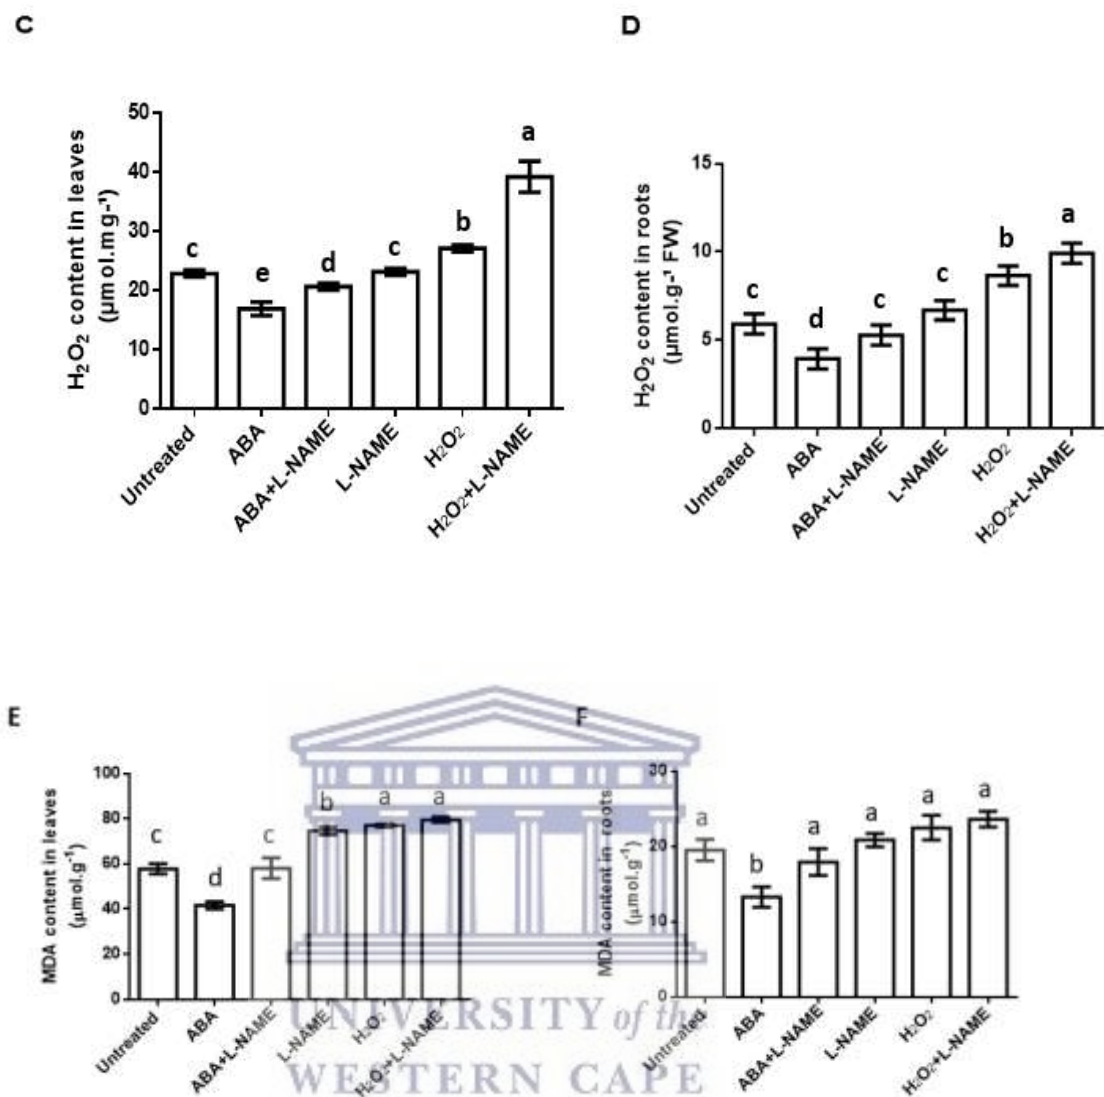 C
H₂O₂ content in leaves
(µmol.mg-¹)
50
40
30
20
10
0
c
e
d
c
b
a
Untreated
ABA
ABA+L-NAME
L-NAME
H₂O₂
H₂O₂+L-NAME
D
H₂O₂ content in roots
(µmol.g-¹ FW)
15
10
5
0
c
d
c
c
b
a
Untreated
ABA
ABA+L-NAME
L-NAME
H₂O₂
H₂O₂+L-NAME
E
MDA content in leaves
(µmol.g⁻¹)
100
80
60
40
20
0
c
d
c
b
a
a
Untreated
ABA
ABA+L-NAME
L-NAME
H₂O₂
H₂O₂+L-NAME
F
MDA content in roots
(µmol.g⁻¹)
30
20
10
0
a
b
a
a
a
a
Untreated
ABA
ABA+L-NAME
L-NAME
H₂O₂
H₂O₂+L-NAME
UNIVERSITY of the
WESTERN CAPE